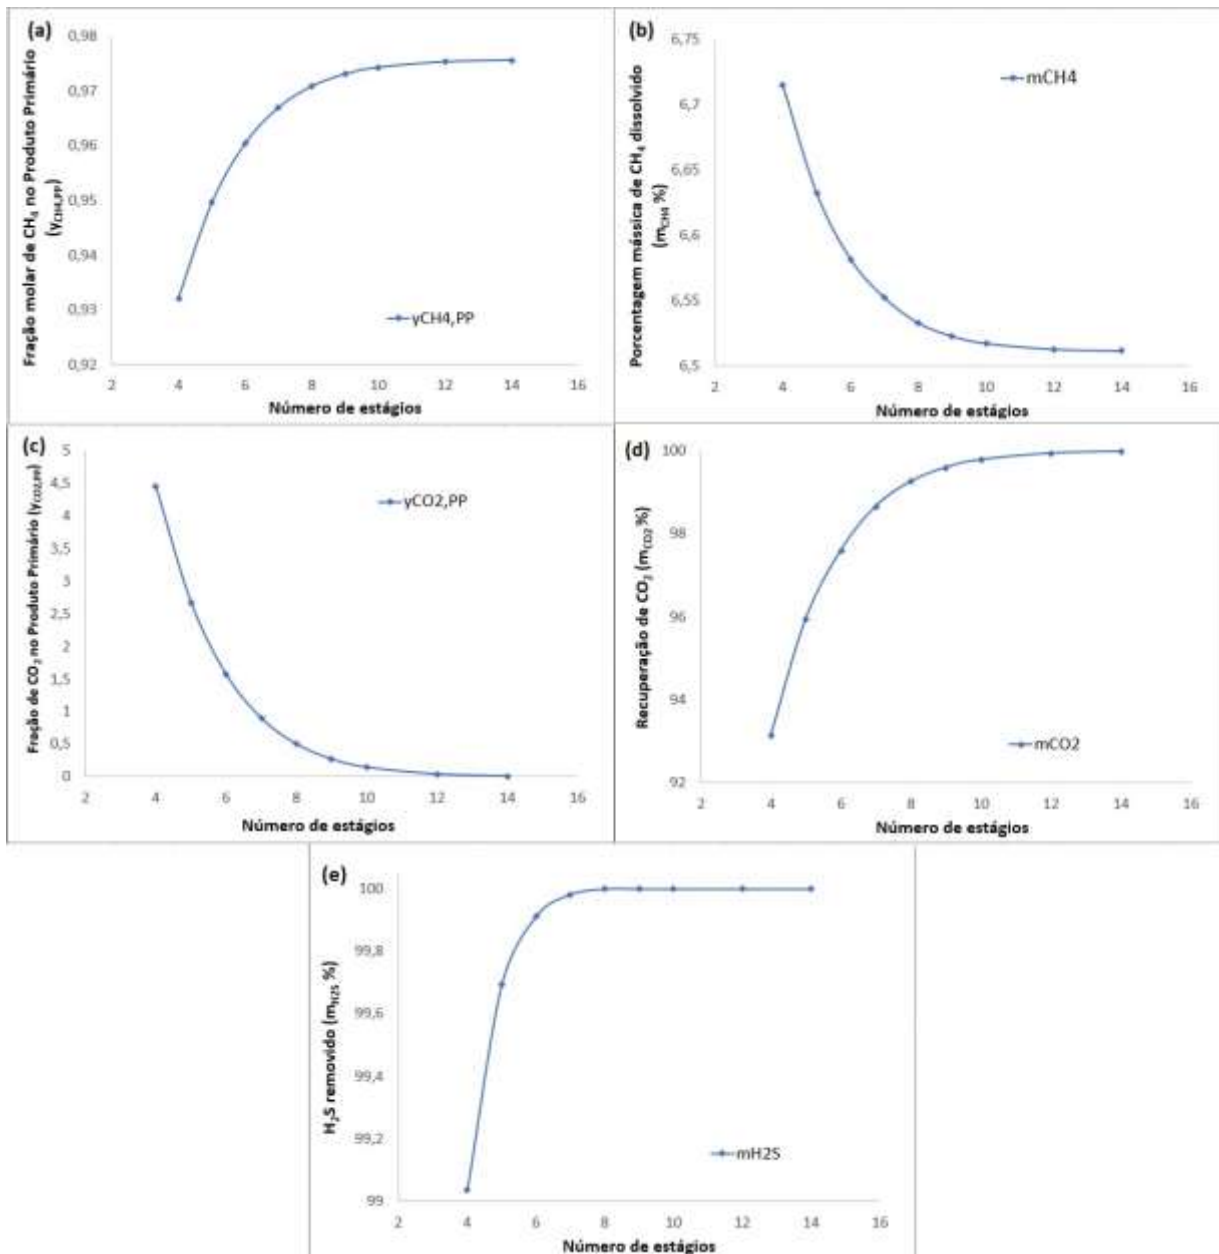 (a)
Fração molar de CH₄ no Produto Primário
(yCH4,PP)
0,98
0,97
0,96
0,95
0,94
0,93
0,92
yCH4,PP
2 4 6 8 10 12 14 16
Número de estágios
(b)
Porcentagem mássica de CH₄ dissolvido
(mCH4 %)
6,75
6,7
6,65
6,6
6,55
6,5
mCH4
2 4 6 8 10 12 14 16
Número de estágios
(c)
Fração de CO₂ no Produto Primário (yCO2,PP)
5
4,5
4
3,5
3
2,5
2
1,5
1
0,5
0
yCO2,PP
2 4 6 8 10 12 14 16
Número de estágios
(d)
Recuperação de CO₂ (mCO2 %)
100
98
96
94
92
mCO2
2 4 6 8 10 12 14 16
Número de estágios
(e)
H₂S removido (mH2S %)
100
99,8
99,6
99,4
99,2
99
mH2S
2 4 6 8 10 12 14 16
Número de estágios